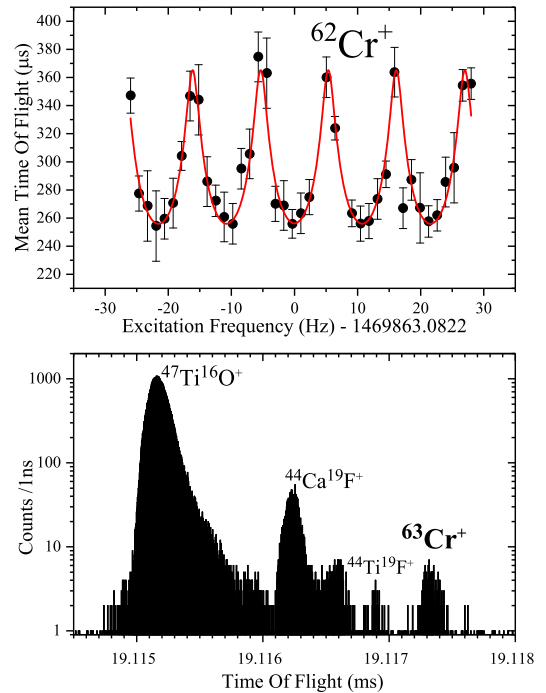 400
380
360
340
320
300
280
260
240
220
Mean Time Of Flight (μs)
⁶²Cr⁺
-30 -20 -10 0 10 20 30
Excitation Frequency (Hz) - 1469863.0822
1000
100
10
1
Counts /1ns
⁴⁷Ti¹⁶O⁺
⁴⁴Ca¹⁹F⁺
⁴⁴Ti¹⁹F⁺
⁶³Cr⁺
19.115 19.116 19.117 19.118
Time Of Flight (ms)